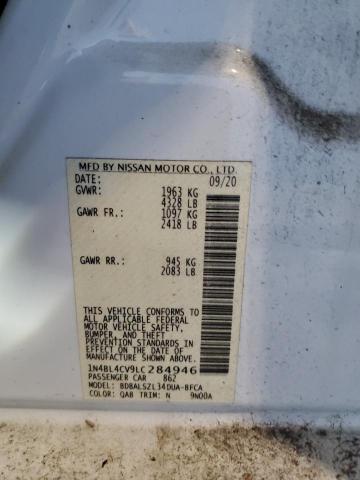 MFD BY NISSAN MOTOR CO., LTD.
DATE: 09/20
GVWR: 1963 KG
4328 LB
GAWR FR: 1097 KG
2418 LB
GAWR RR.: 945 KG
2083 LB
THIS VEHICLE CONFORMS TO
ALL APPLICABLE FEDERAL
MOTOR VEHICLE SAFETY,
BUMPER, AND THEFT
PREVENTION STANDARDS IN
EFFECT ON THE DATE OF
MANUFACTURE SHOWN ABOVE.
1N4BL4CV9LC284946
PASSENGER CAR 862
MODEL: BDBALSZL34DUA-BFCA
COLOR: QAB TRIM: N 9N00A